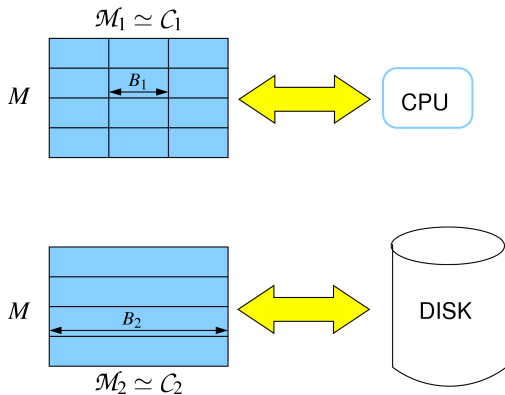 ℳ₁ ≃ 𝒞₁
M
B₁
CPU
M
B₂
DISK
ℳ₂ ≃ 𝒞₂